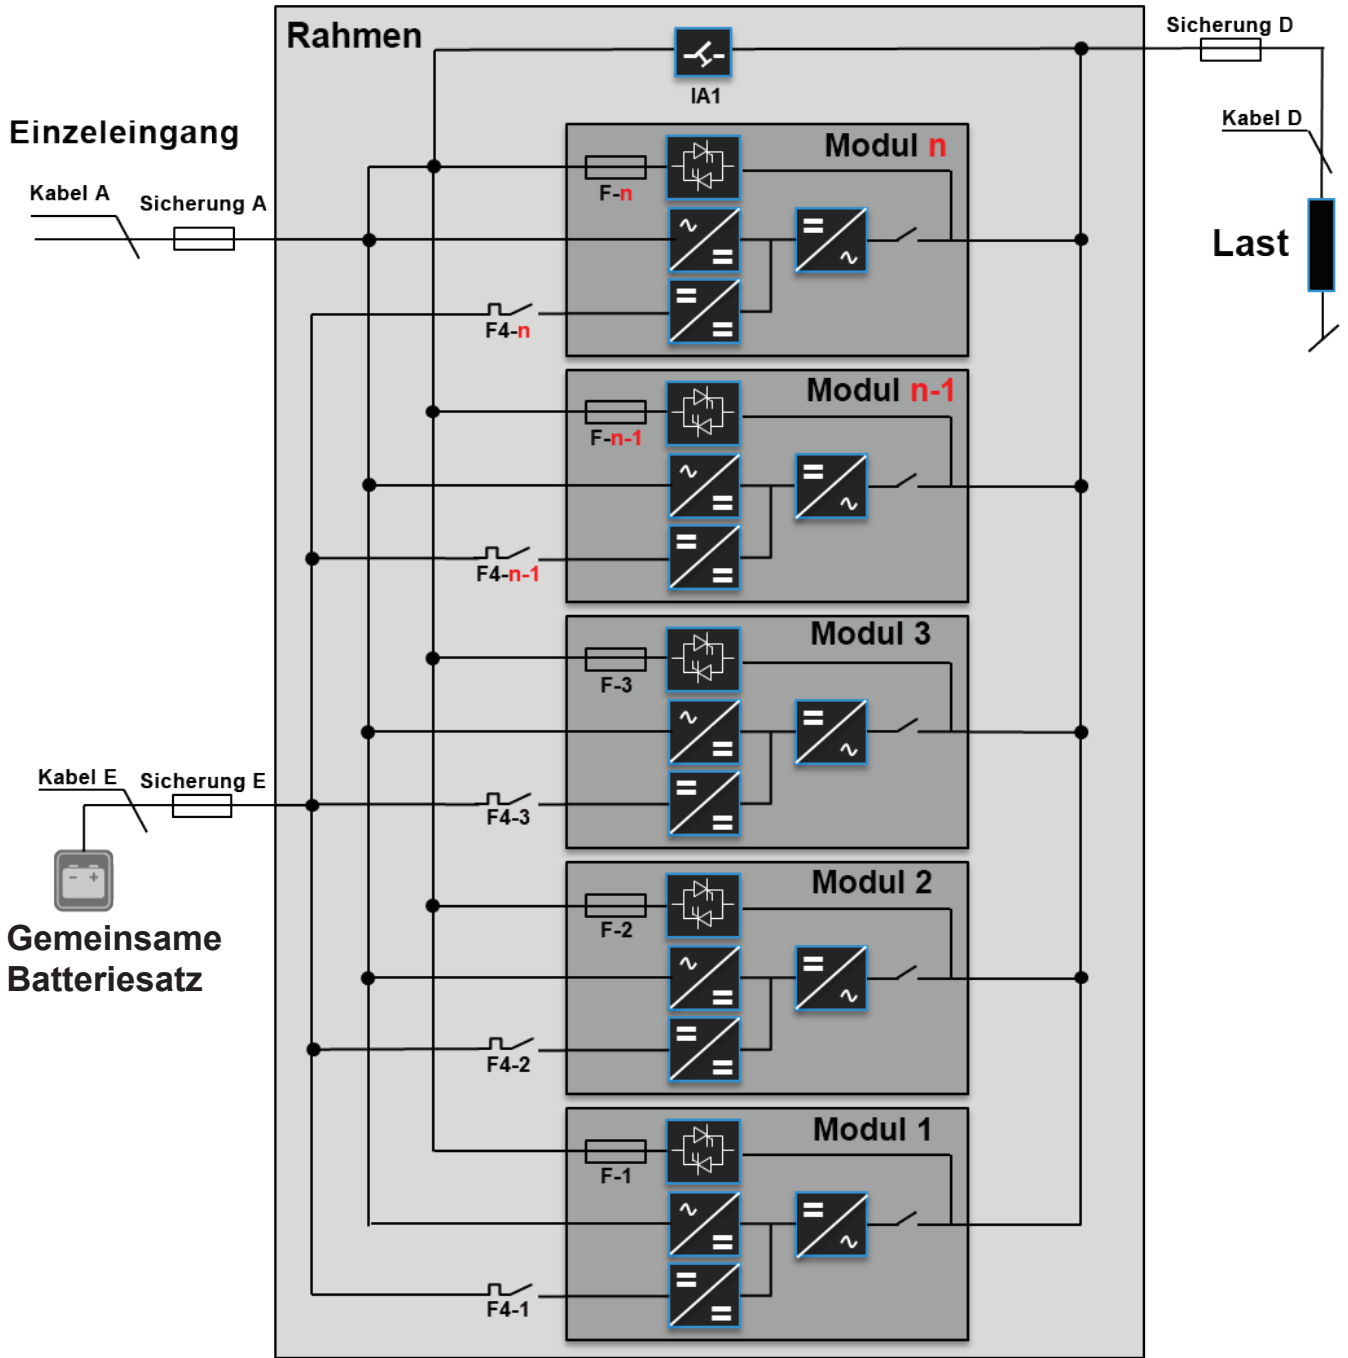 Rahmen
Sicherung D
IA1
Einzeleingang
Kabel D
Modul n
Kabel A
Sicherung A
F-n
Last
F4-n
Modul n-1
F-n-1
F4-n-1
Modul 3
F-3
Kabel E
Sicherung E
F4-3
Modul 2
F-2
Gemeinsame
Batteriesatz
F4-2
Modul 1
F-1
F4-1